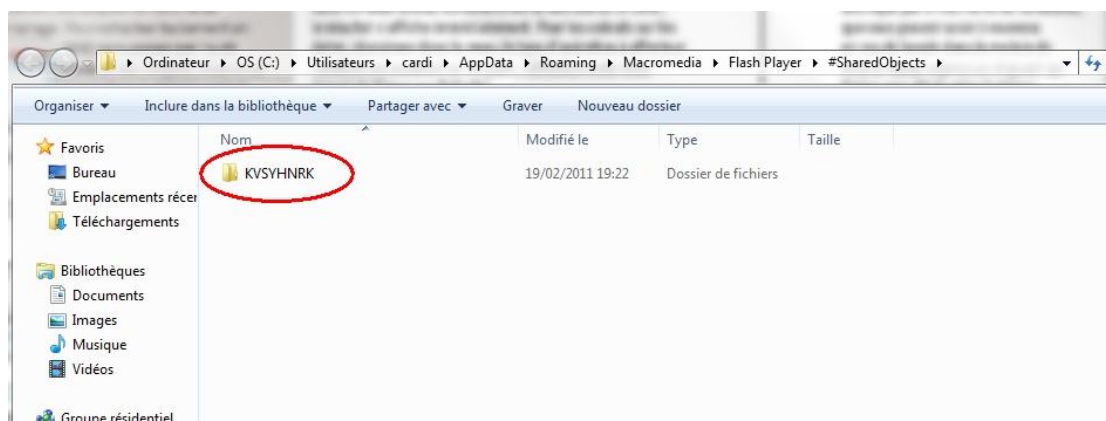 Ordinateur OS (C:) Utilisateurs cardi AppData Roaming Macromedia Flash Player #SharedObjects
Organiser Inclure dans la bibliothèque Partager avec Graver Nouveau dossier
Nom Modifié le Type Taille
KVSYHNRK 19/02/2011 19:22 Dossier de fichiers
Favoris
Bureau
Emplacements récer
Téléchargements
Bibliothèques
Documents
Images
Musique
Vidéos
Groupe résidentiel